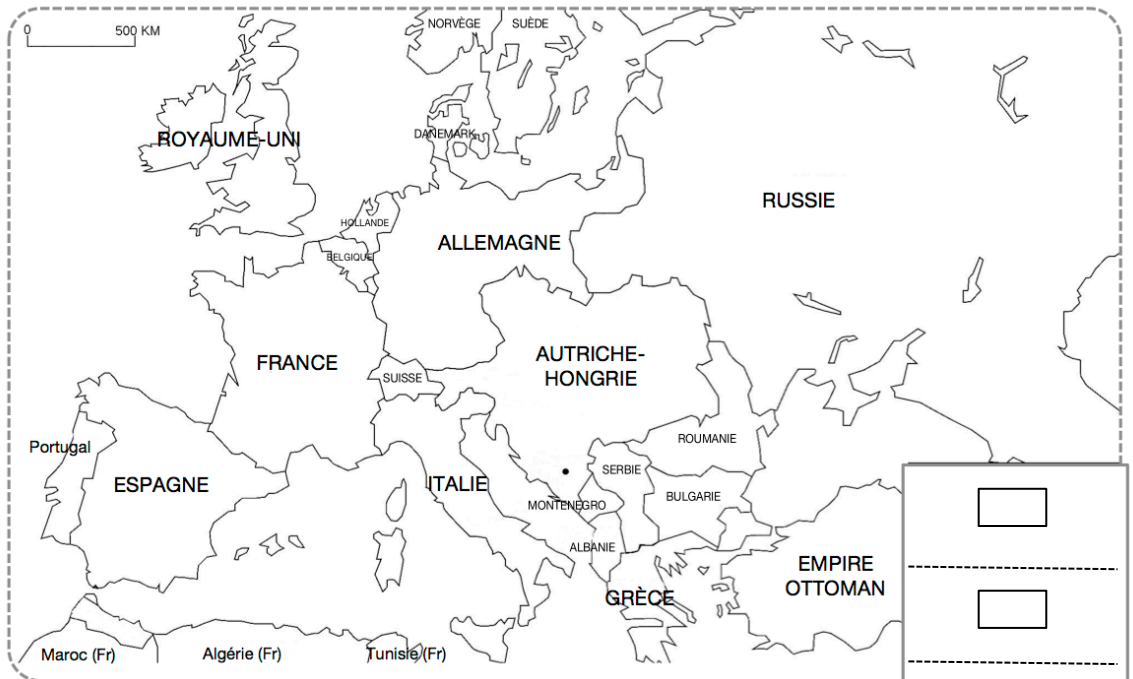 0 500 KM
NORVÈGE
SUÈDE
ROYAUME-UNI
DANEMARK
RUSSIE
HOLLANDE
ALLEMAGNE
BELGIQUE
FRANCE
AUTRICHE-
HONGRIE
SUISSE
Portugal
ROUMANIE
ESPAGNE
ITALIE
SERBIE
BULGARIE
MONTENEGRO
ALBANIE
EMPIRE
OTTOMAN
GRÈCE
Maroc (Fr)
Algérie (Fr)
Tunisie (Fr)